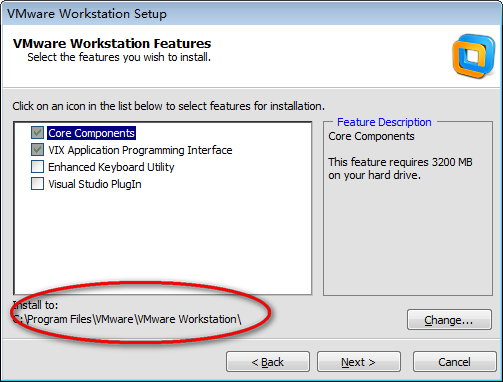 VMware Workstation Setup
VMware Workstation Features
Select the features you wish to install.
Click on an icon in the list below to select features for installation.
Core Components
VIX Application Programming Interface
Enhanced Keyboard Utility
Visual Studio PlugIn
Feature Description
Core Components
This feature requires 3200 MB
on your hard drive.
Install to:
C:\Program Files\VMware\VMware Workstation\
Change...
< Back
Next >
Cancel